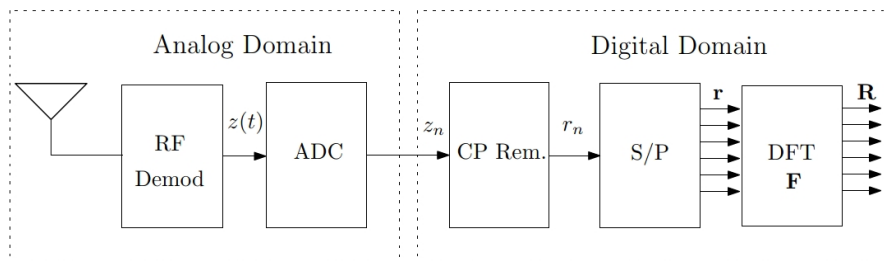 Analog Domain
Digital Domain
RF
Demod
z(t)
ADC
z_n
CP Rem.
r_n
S/P
r
DFT
F
R